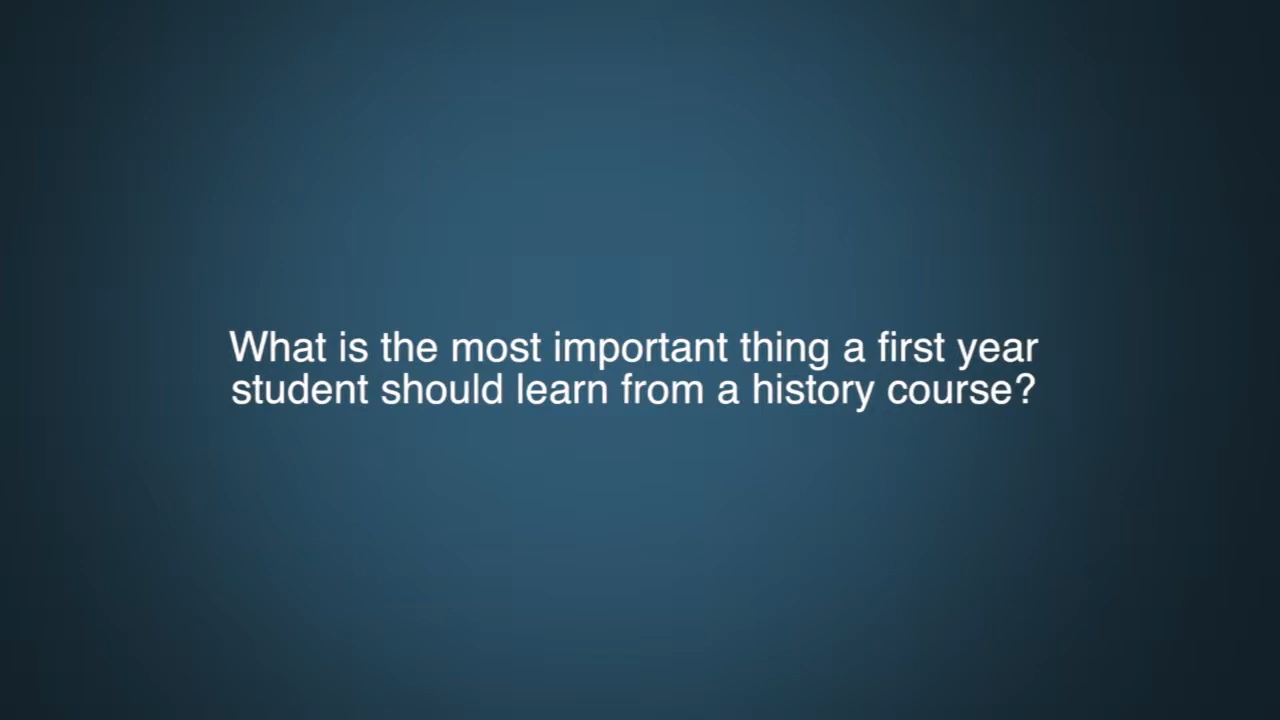 What is the most important thing a first year
student should learn from a history course?